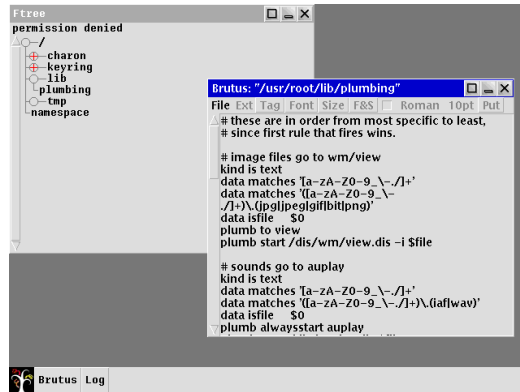 Ftree
permission denied
/
charon
keyring
lib
plumbing
tmp
namespace
Brutus: "/usr/root/lib/plumbing"
File Ext Tag Font Size F&S Roman 10pt Put
# these are in order from most specific to least,
# since first rule that fires wins.
# image files go to wm/view
kind is text
data matches '[a-zA-Z0-9_\-./]+'
data matches '([a-zA-Z0-9_\-
./]+)\.(jpg|jpeg|gif|bit|png)'
data isfile $0
plumb to view
plumb start /dis/wm/view.dis -i $file
# sounds go to auplay
kind is text
data matches '[a-zA-Z0-9_\-./]+'
data matches '([a-zA-Z0-9_\-./]+)\.(iaf|wav)'
data isfile $0
plumb alwaysstart auplay
Brutus Log